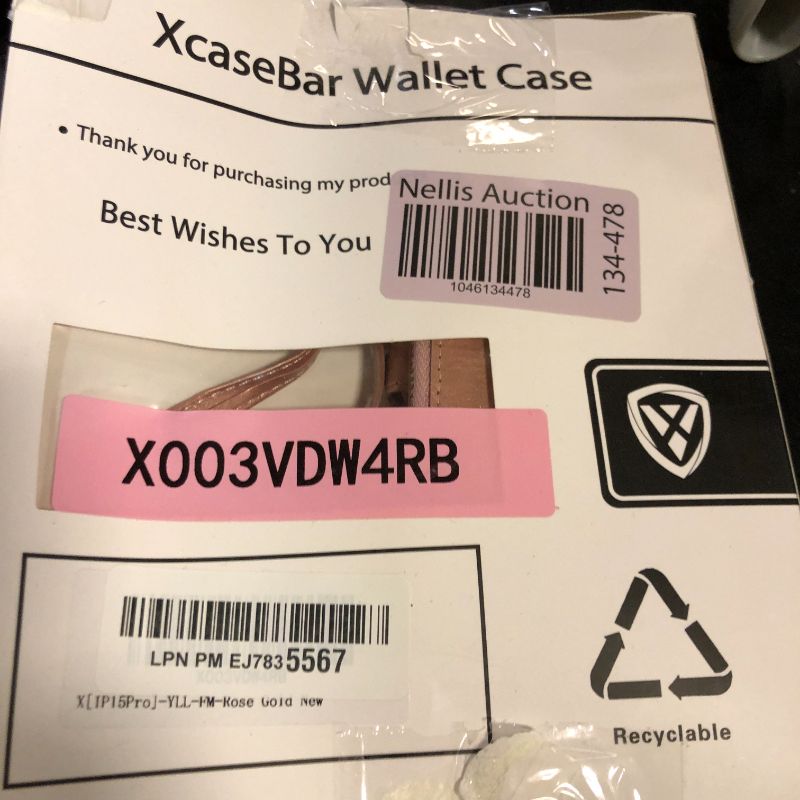 XcaseBar Wallet Case
• Thank you for purchasing my prod
Best Wishes To You
Nellis Auction
1046134478
134-478
X003VDW4RB
LPN PM EJ7835567
X[IP15Pro]-YLL-FM-Rose Gold New
Recyclable